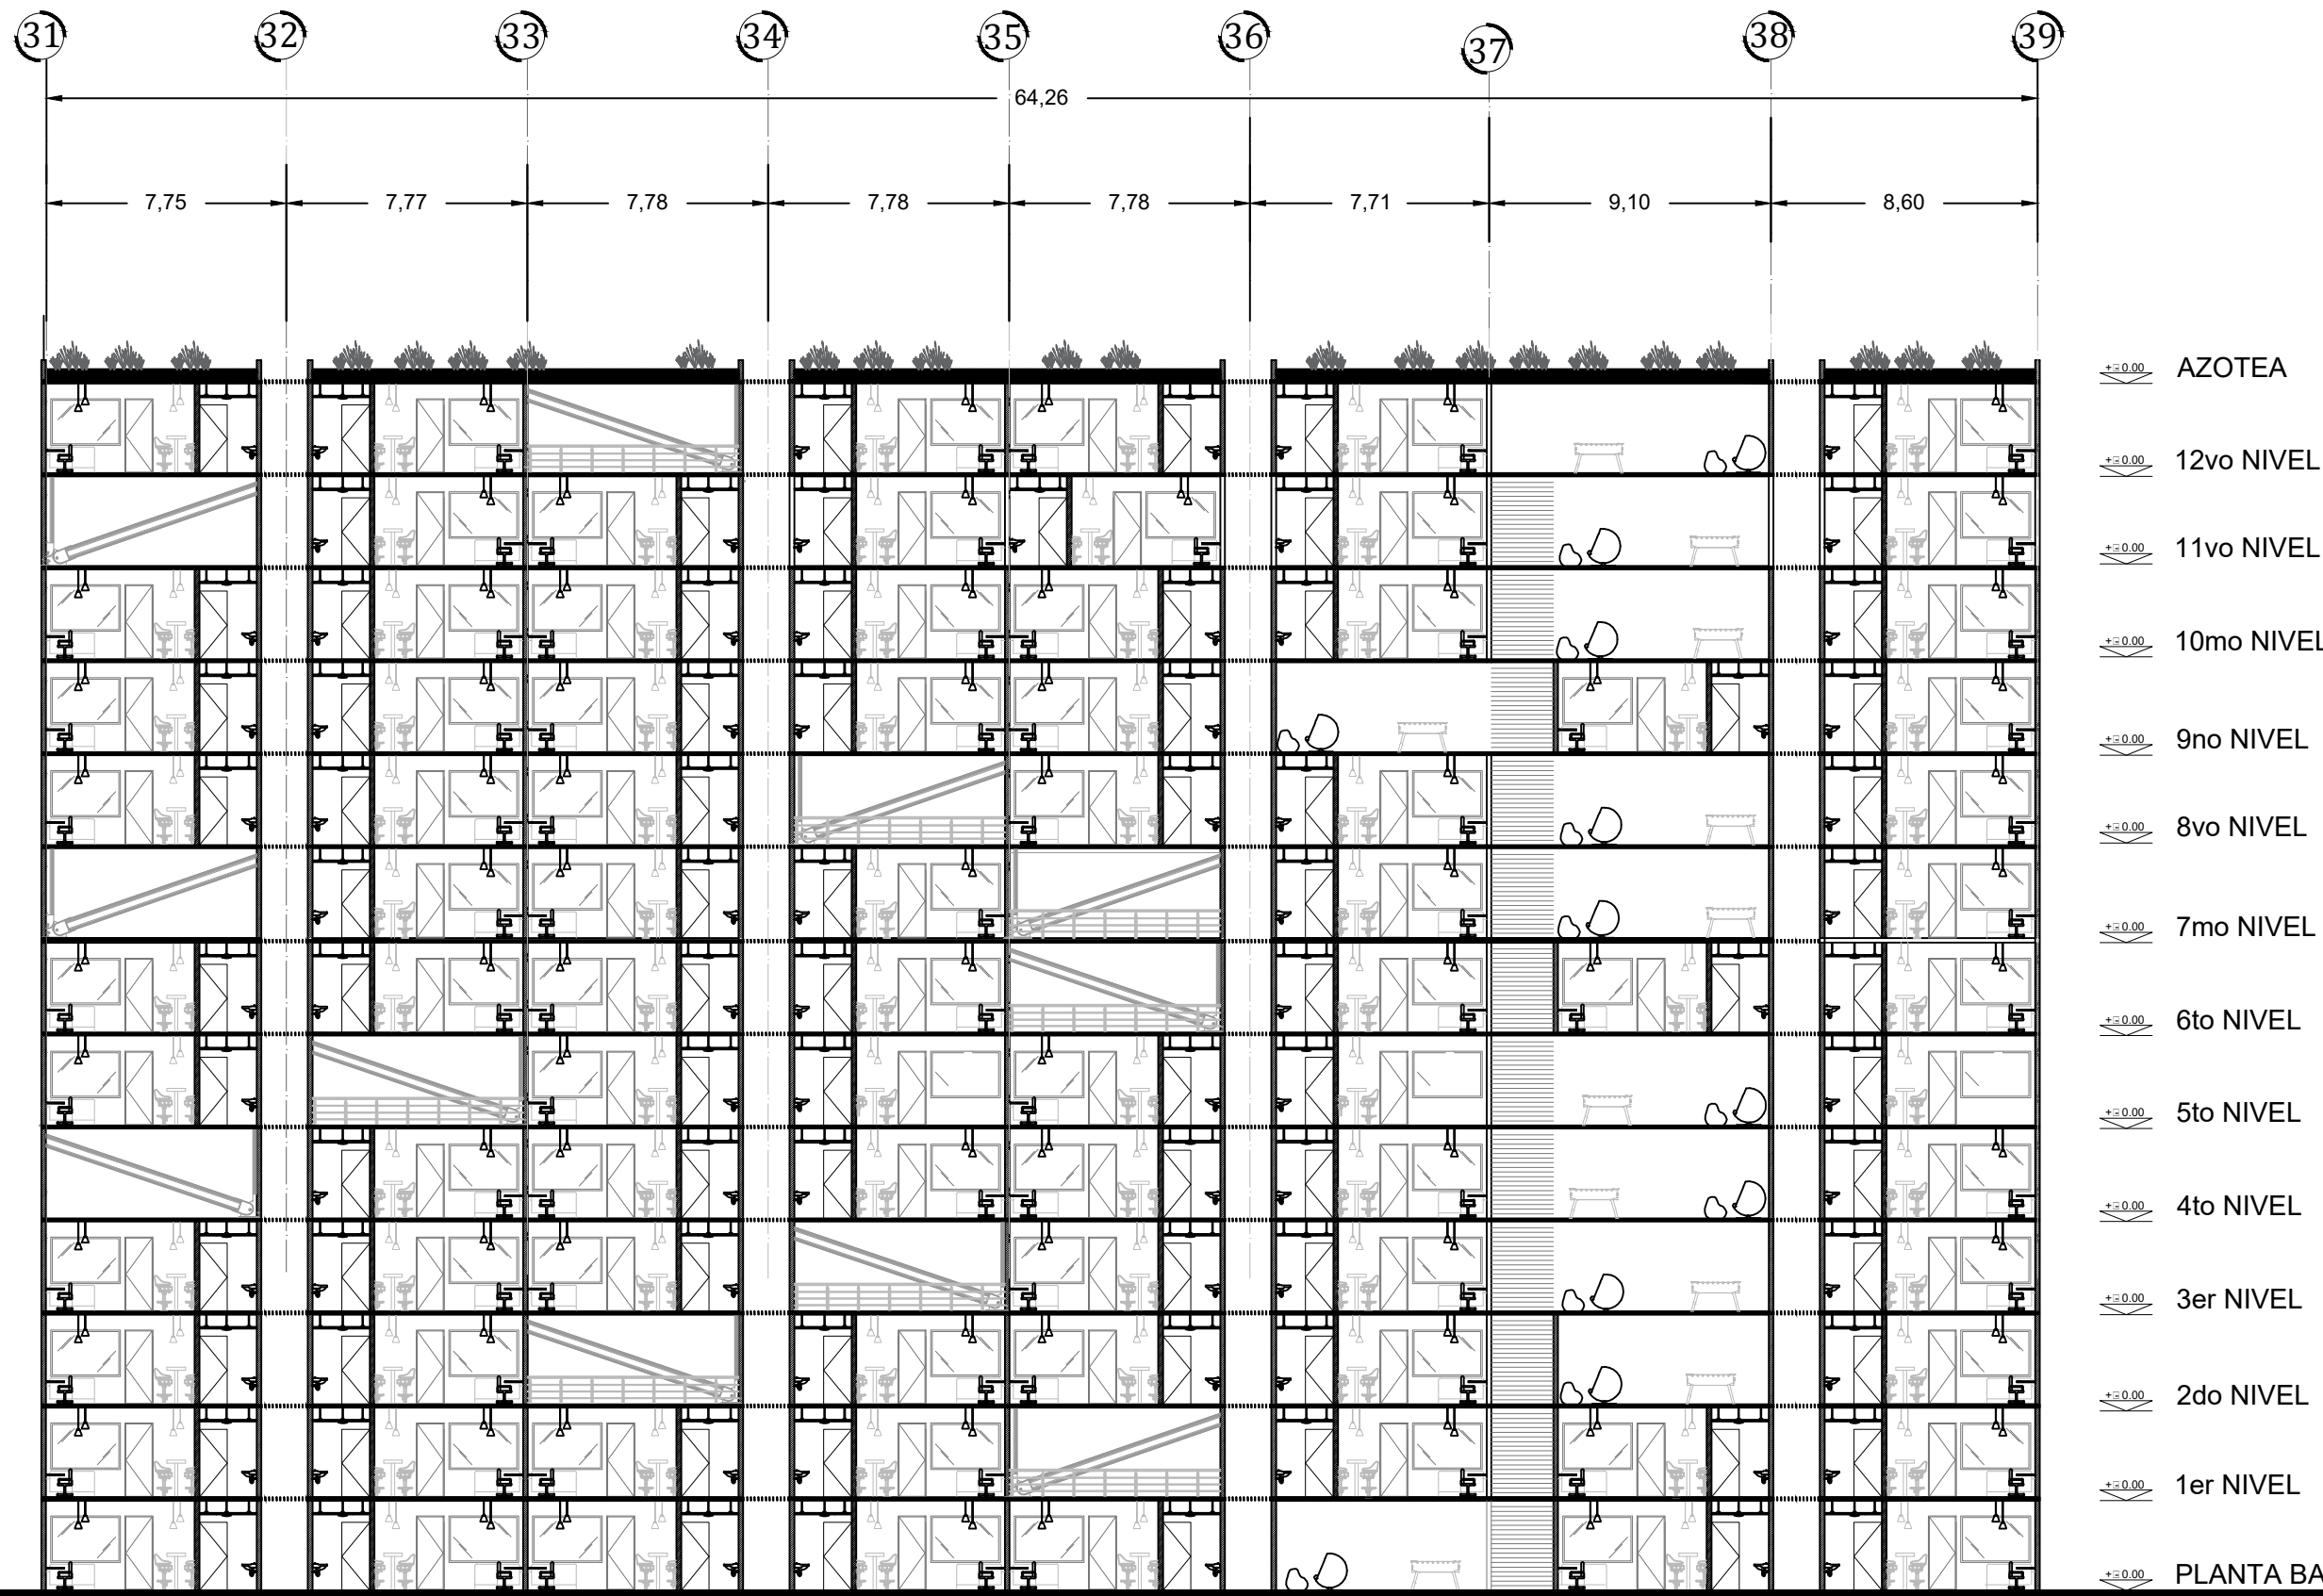 31 32 33 34 35 36 37 38 39
64,26
7,75 7,77 7,78 7,78 7,78 7,71 9,10 8,60
AZOTEA
12vo NIVEL
11vo NIVEL
10mo NIVEL
9no NIVEL
8vo NIVEL
7mo NIVEL
6to NIVEL
5to NIVEL
4to NIVEL
3er NIVEL
2do NIVEL
1er NIVEL
PLANTA BA